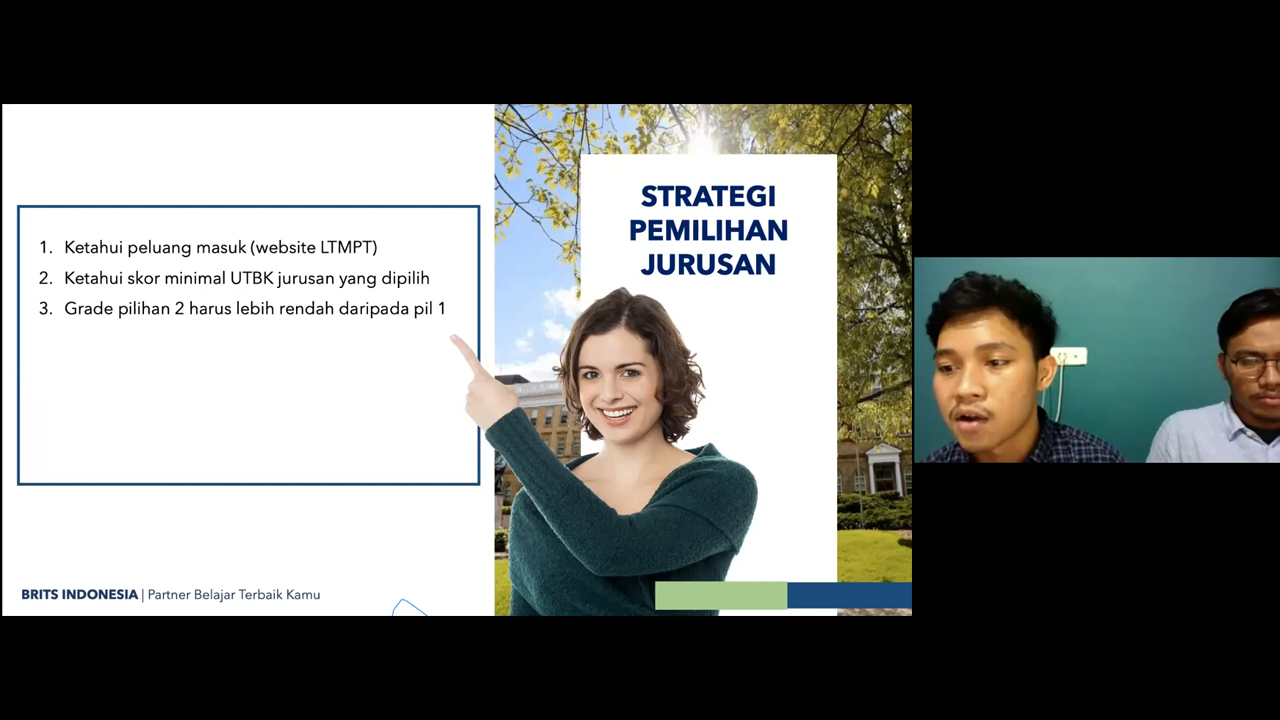 STRATEGI
PEMILIHAN
JURUSAN
1. Ketahui peluang masuk (website LTMPT)
2. Ketahui skor minimal UTBK jurusan yang dipilih
3. Grade pilihan 2 harus lebih rendah daripada pil 1
BRITS INDONESIA | Partner Belajar Terbaik Kamu